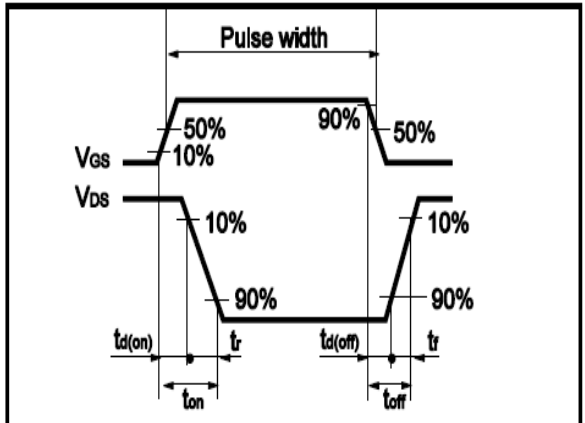 Pulse width
90%
50%
50%
10%
VGS
VDS
10%
10%
90%
90%
td(on)
tr
td(off)
tf
ton
toff